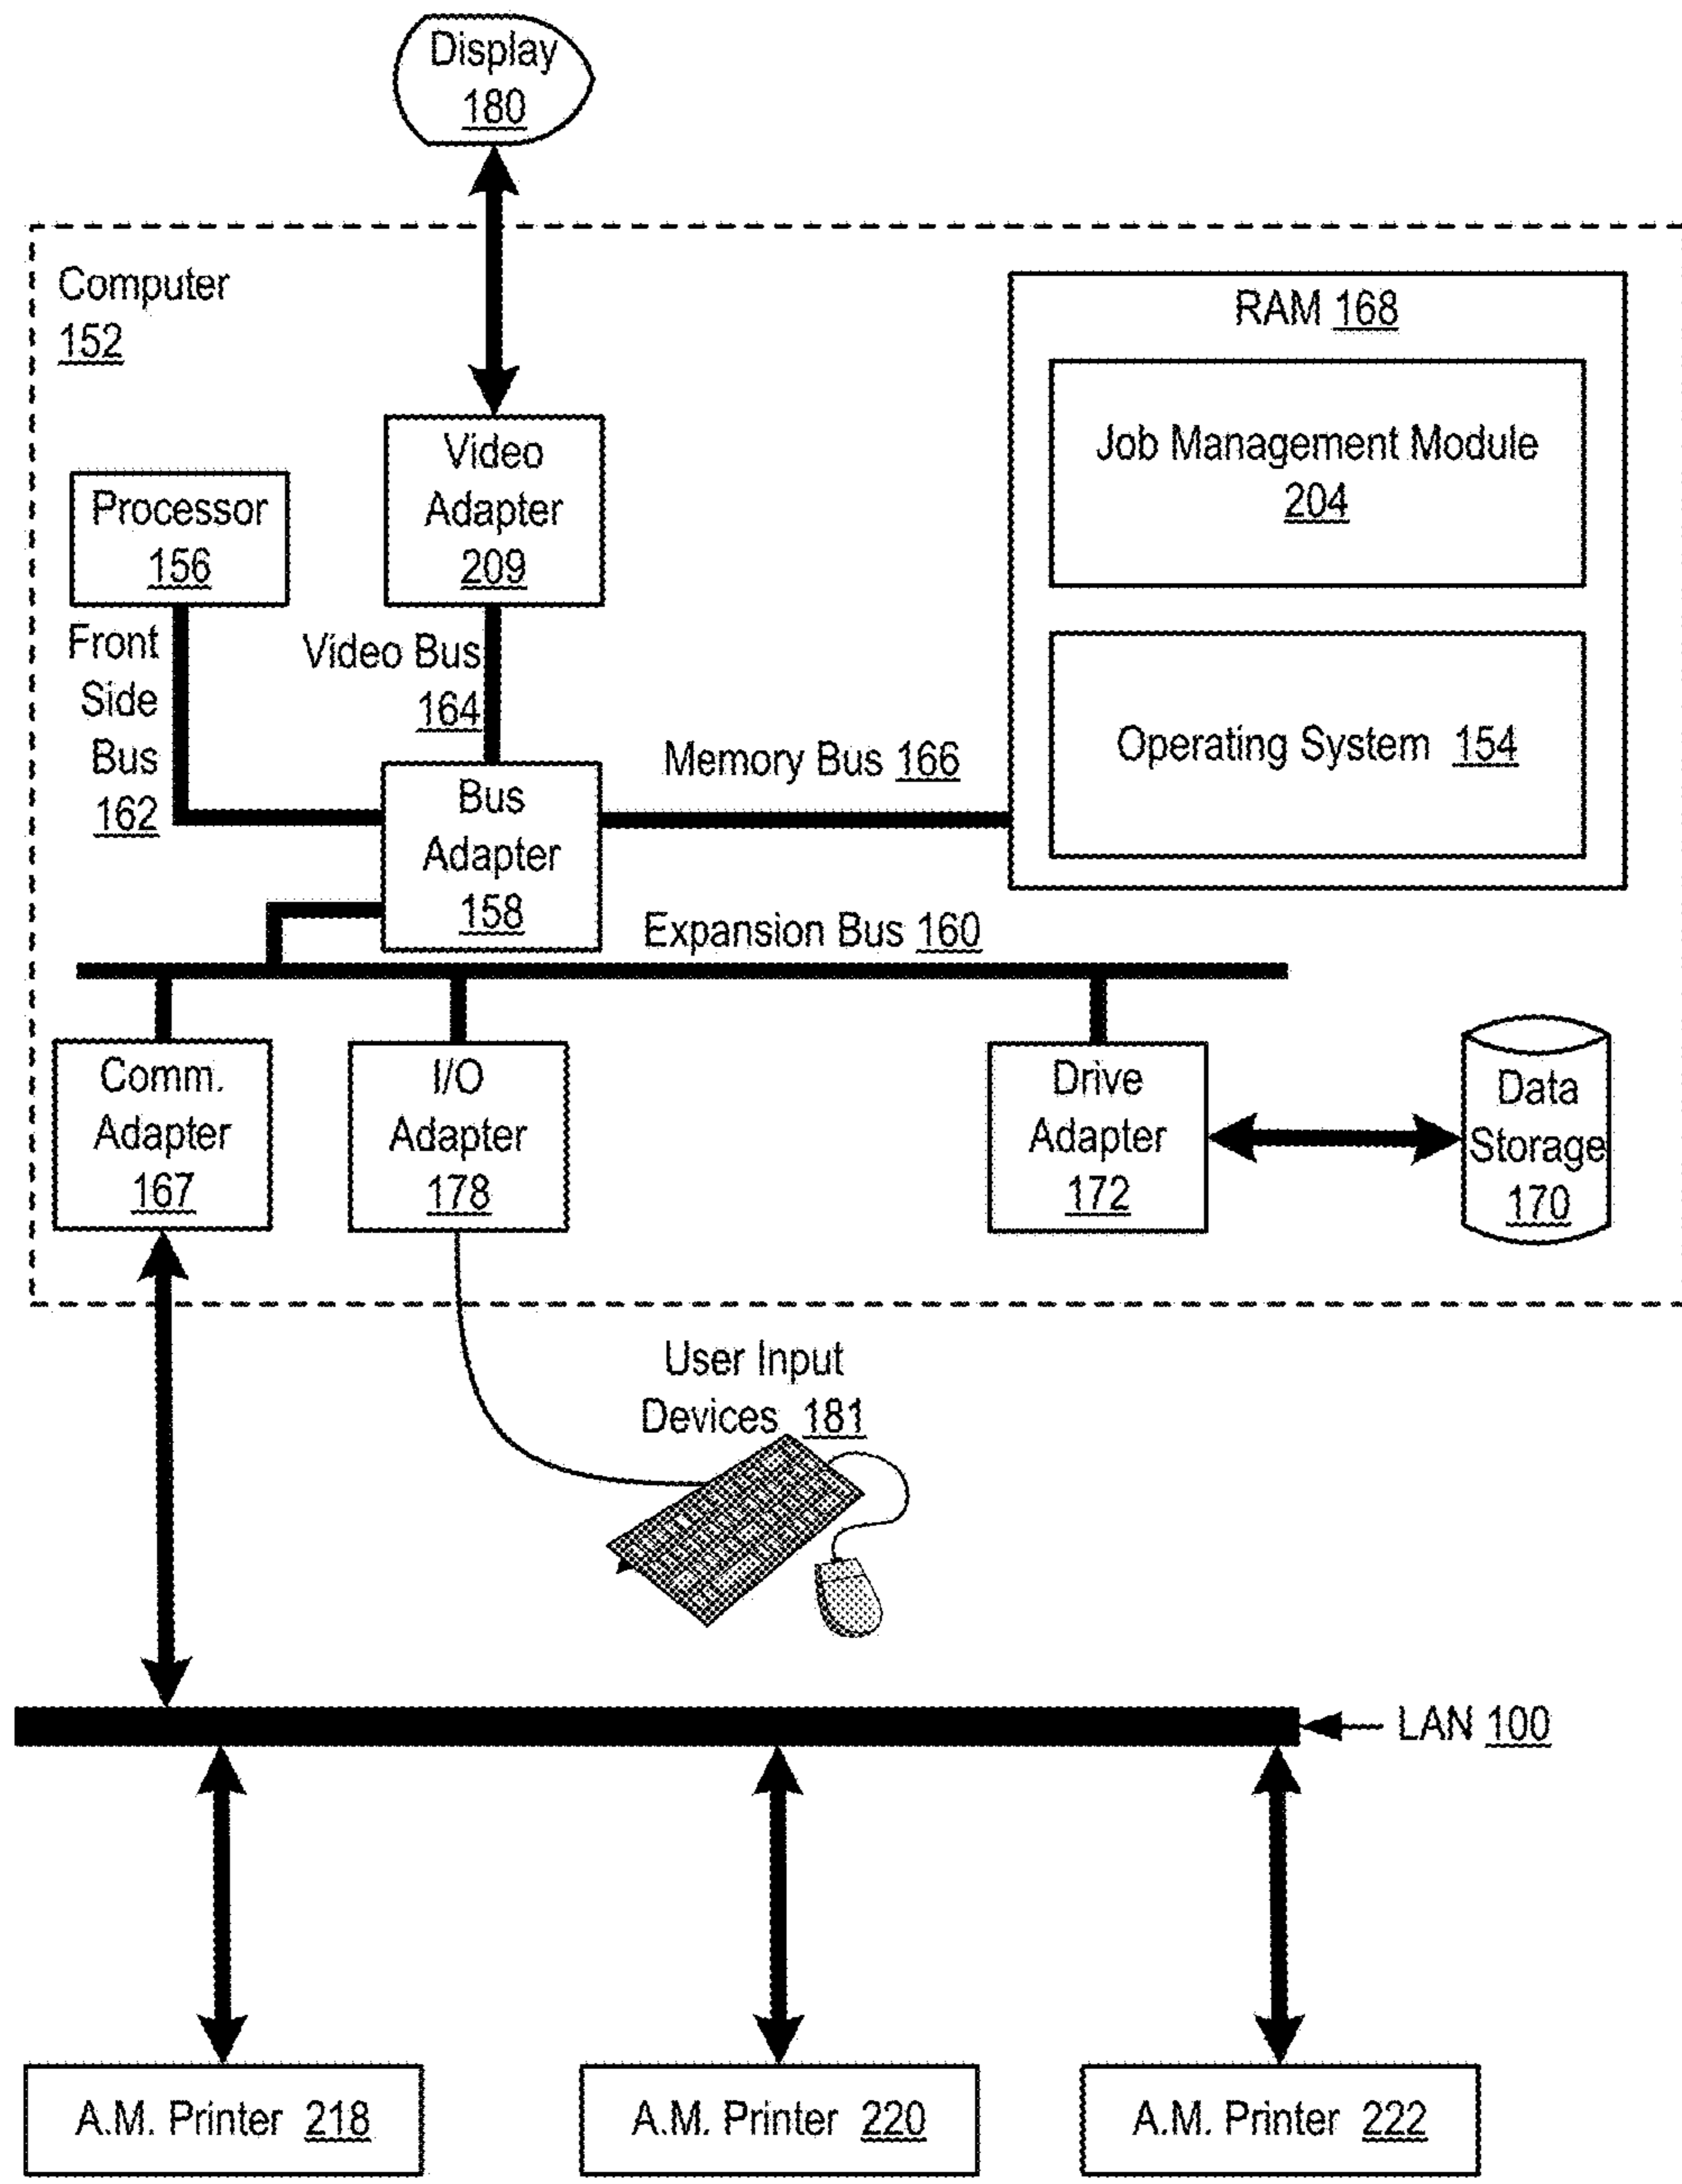 Display
180
Computer
152
RAM 168
Job Management Module
204
Video
Adapter
209
Processor
156
Front
Side
Bus
162
Video Bus
164
Operating System 154
Memory Bus 166
Bus
Adapter
158
Expansion Bus 160
Comm.
Adapter
167
I/O
Adapter
178
Drive
Adapter
172
Data
Storage
170
User Input
Devices 181
LAN 100
A.M. Printer 218
A.M. Printer 220
A.M. Printer 222